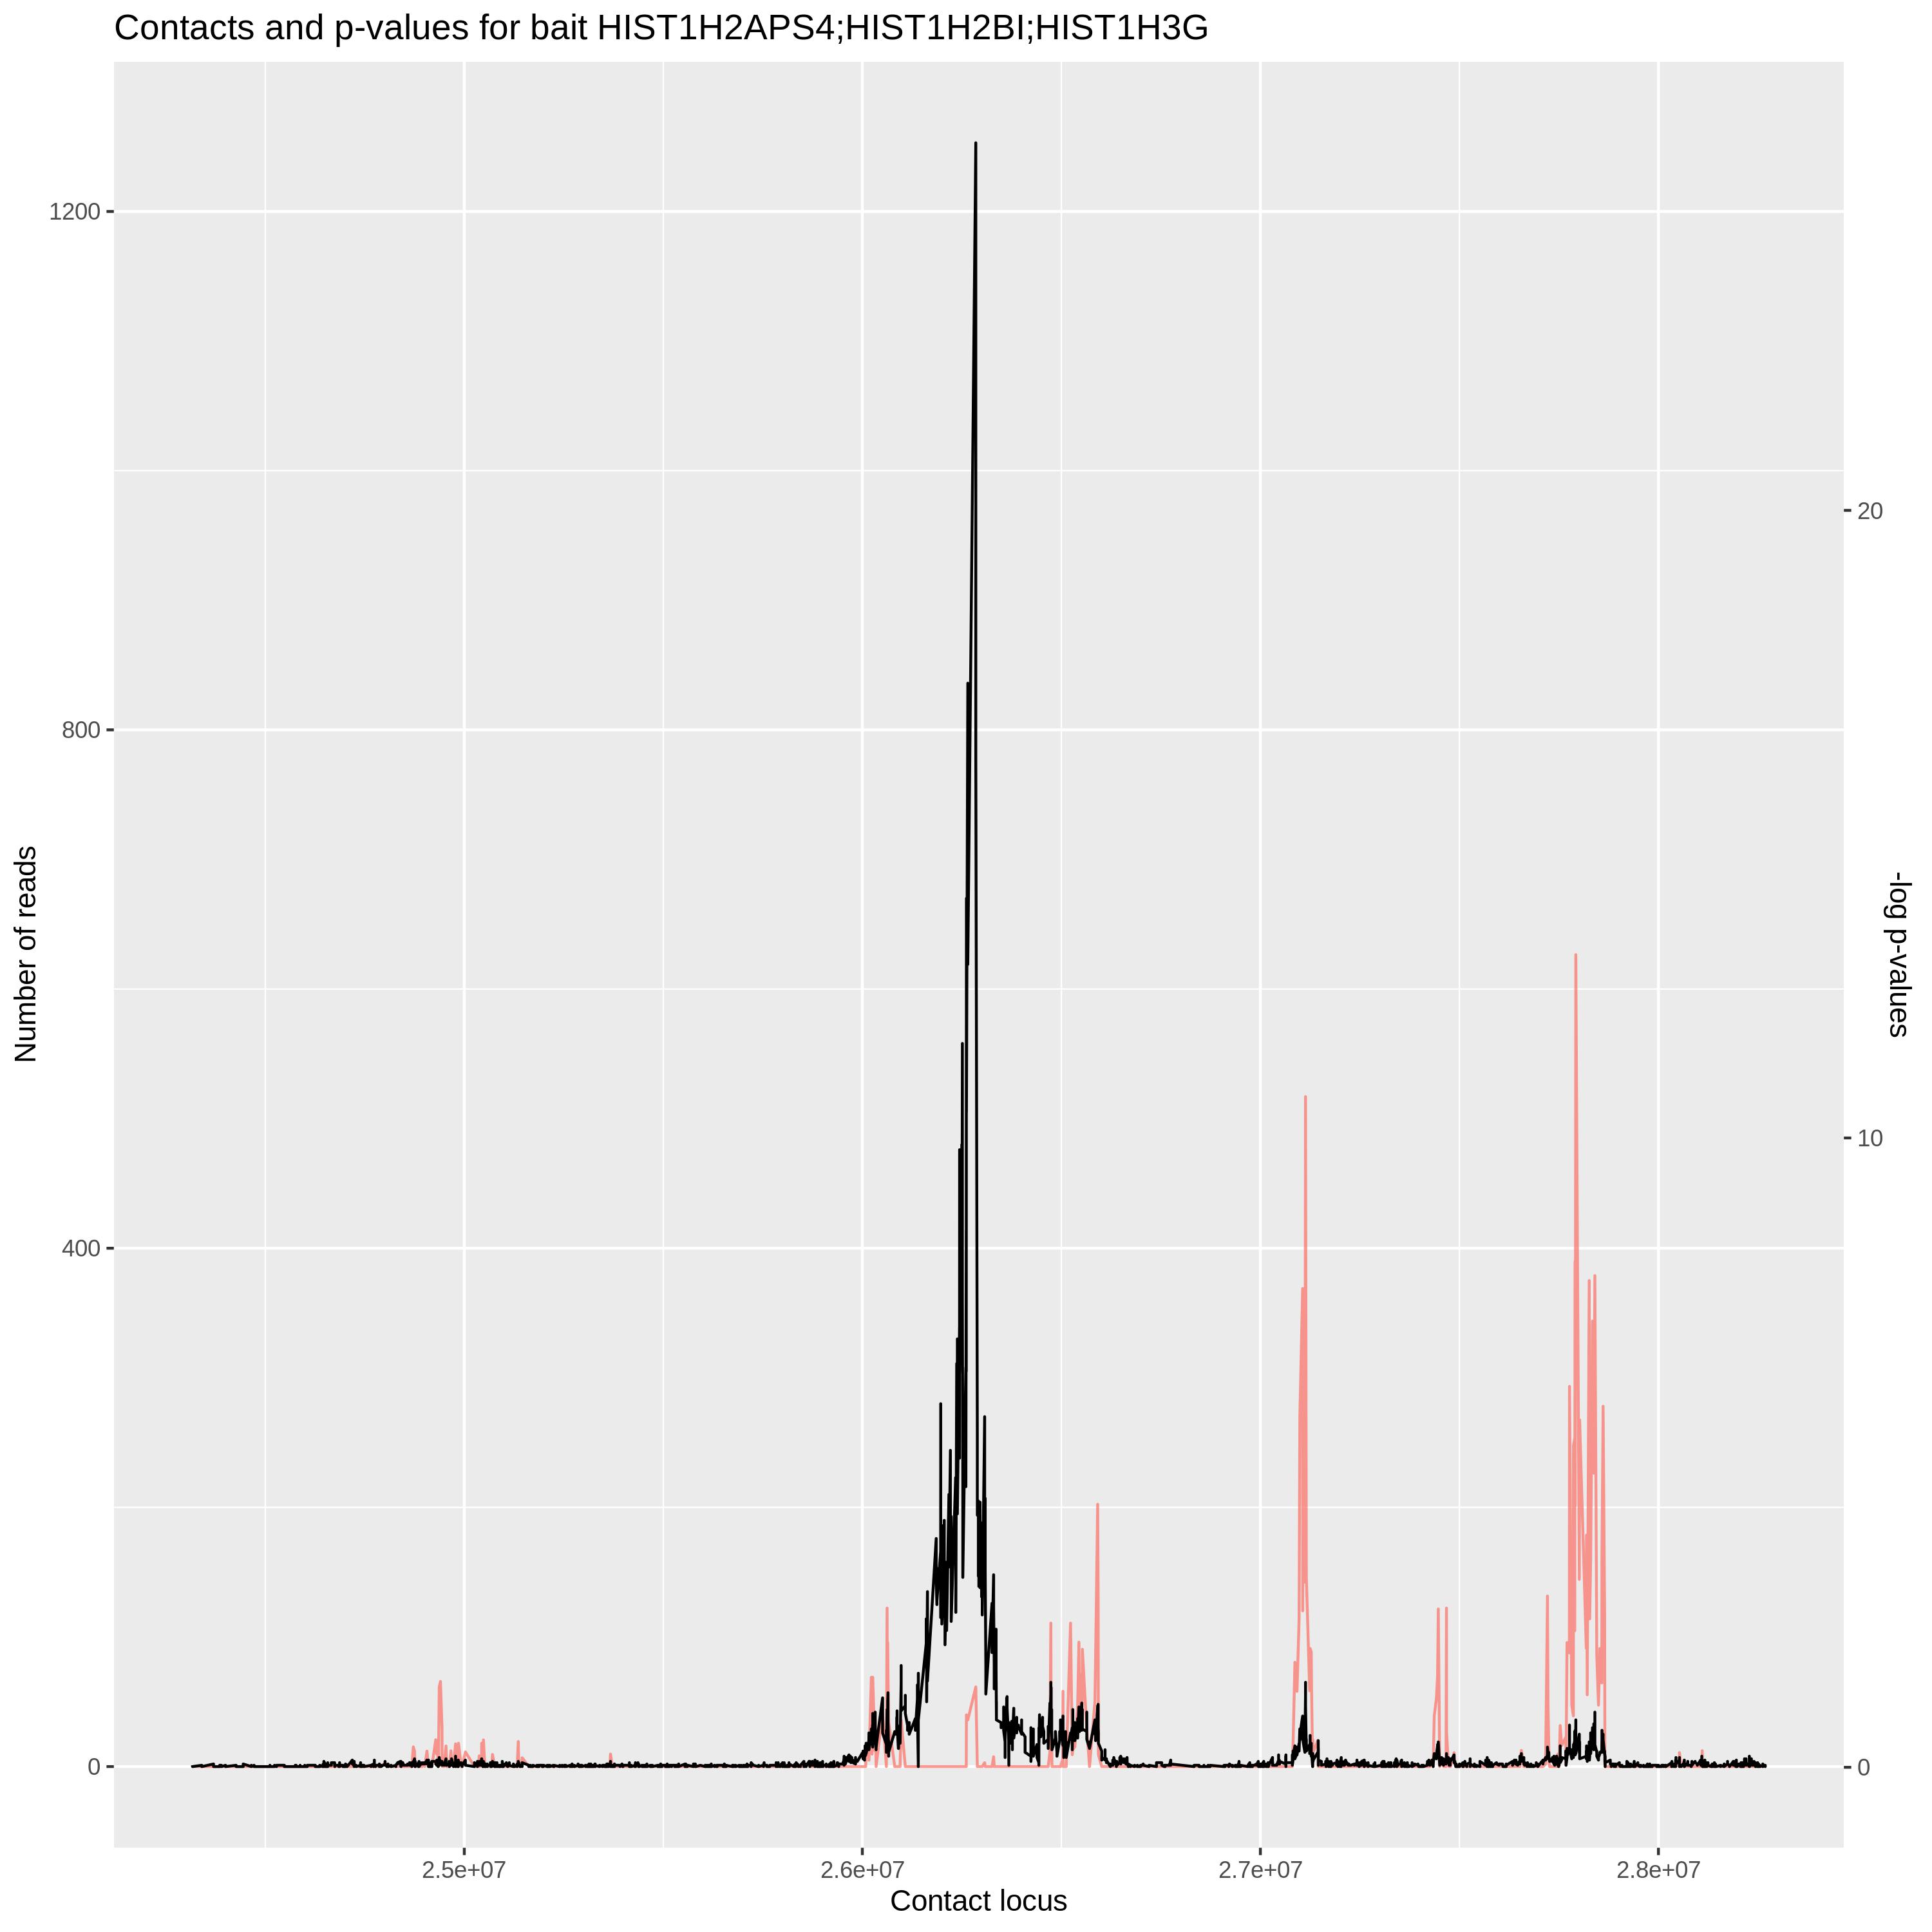 Contacts and p-values for bait HIST1H2APS4;HIST1H2BI;HIST1H3G
1200
800
400
0
Number of reads
20
10
0
-log p-values
2.5e+07
2.6e+07
2.7e+07
2.8e+07
Contact locus